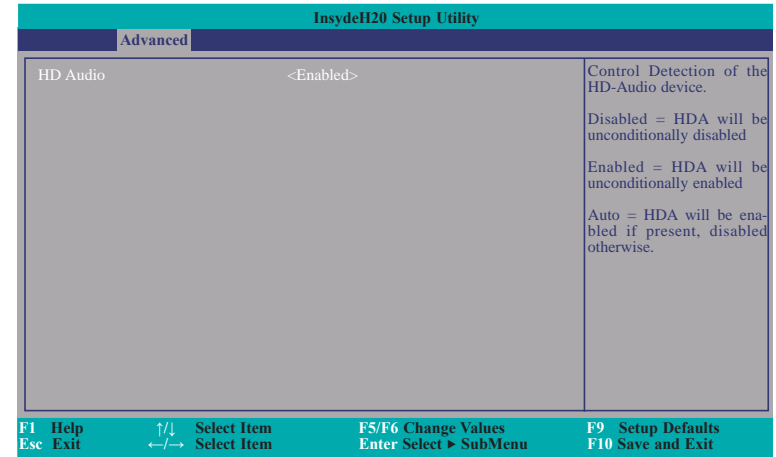 InsydeH20 Setup Utility
Advanced
HD Audio <Enabled>
Control Detection of the
HD-Audio device.
Disabled = HDA will be
unconditionally disabled
Enabled = HDA will be
unconditionally enabled
Auto = HDA will be ena-
bled if present, disabled
otherwise.
F1 Help ↑/↓ Select Item F5/F6 Change Values F9 Setup Defaults
Esc Exit ←/→ Select Item Enter Select ▶ SubMenu F10 Save and Exit